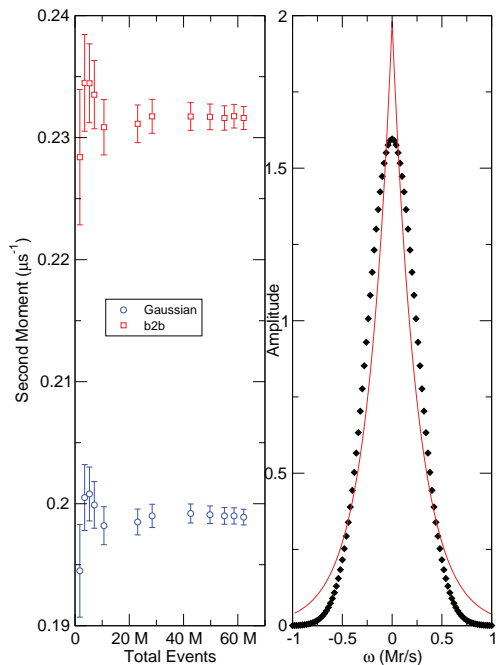 0.24
0.23
0.22
0.21
0.2
0.19
Second Moment (μs⁻¹)
Gaussian
b2b
0 20 M 40 M 60 M
Total Events
2
1.5
1
0.5
0
Amplitude
-1 -0.5 0 0.5 1
ω (Mr/s)